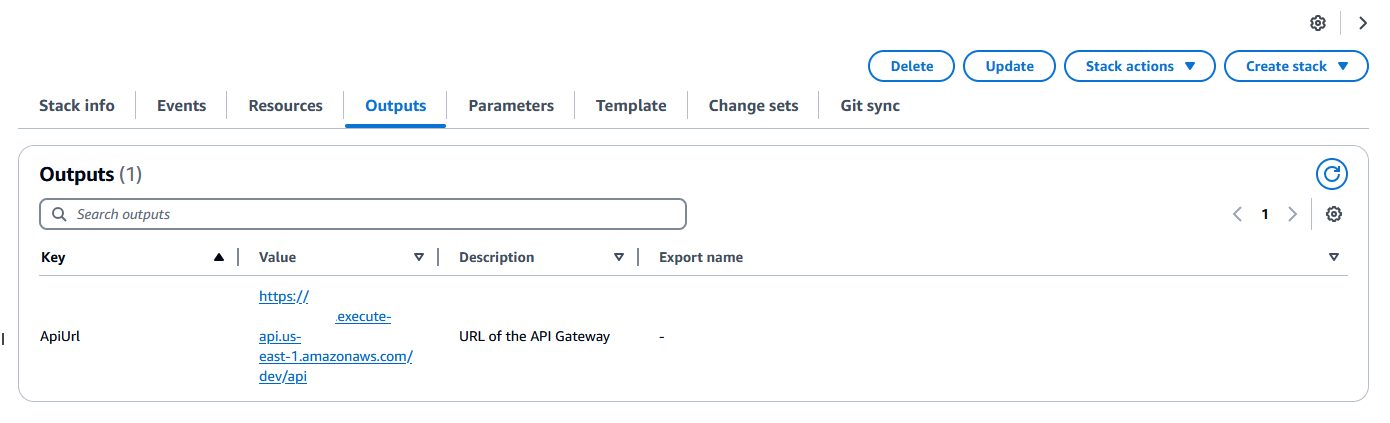 Delete Update Stack actions Create stack
Stack info Events Resources Outputs Parameters Template Change sets Git sync
Outputs (1)
Search outputs
1
Key Value Description Export name
https://
.execute-
ApiUrl api.us- URL of the API Gateway -
east-1.amazonaws.com/
dev/api